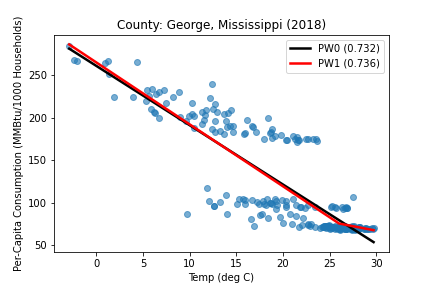 County: George, Mississippi (2018)
PW0 (0.732)
PW1 (0.736)
Per-Capita Consumption (MMBtu/1000 Households)
250
200
150
100
50
0 5 10 15 20 25 30
Temp (deg C)